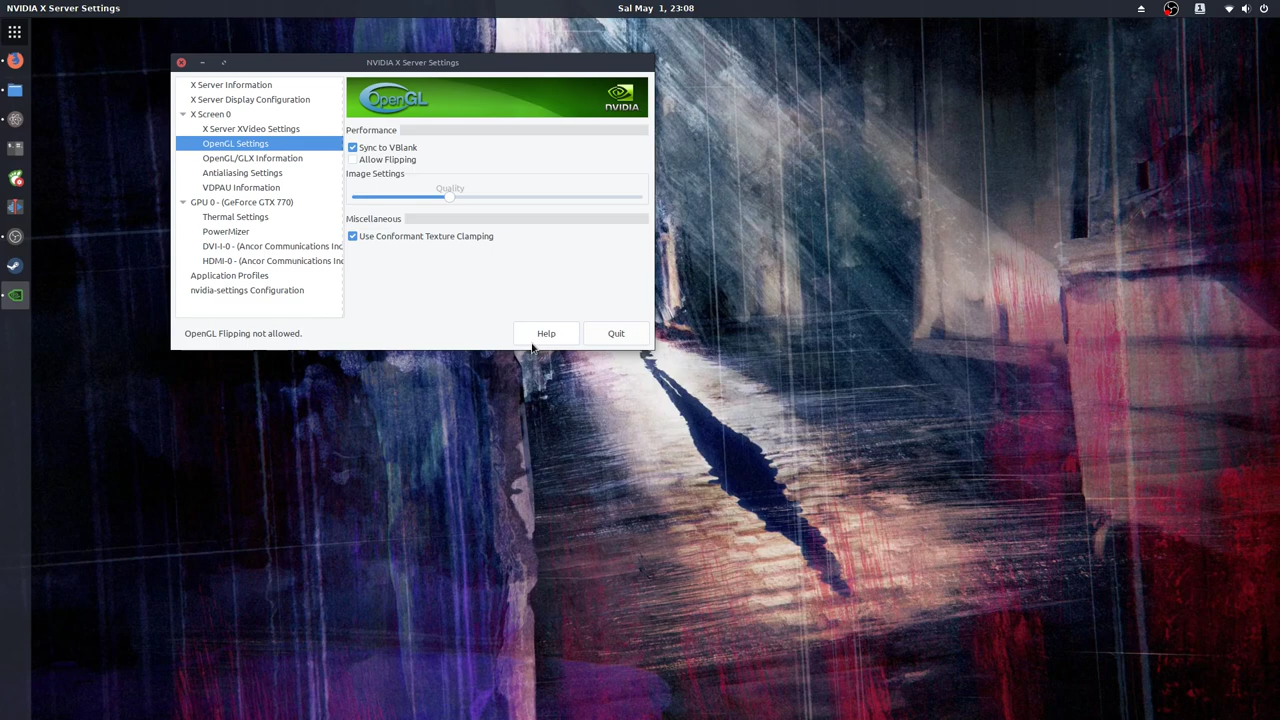 NVIDIA X Server Settings
Sat May 1, 23:08
NVIDIA X Server Settings
X Server Information
X Server Display Configuration
X Screen 0
X Server XVideo Settings
OpenGL Settings
OpenGL/GLX Information
Antialiasing Settings
VDPAU Information
GPU 0 - (GeForce GTX 770)
Thermal Settings
PowerMizer
DVI-I-0 - (Ancor Communications Inc
HDMI-0 - (Ancor Communications Inc
Application Profiles
nvidia-settings Configuration
OpenGL
NVIDIA
Performance
Sync to VBlank
Allow Flipping
Image Settings
Quality
Miscellaneous
Use Conformant Texture Clamping
OpenGL Flipping not allowed.
Help
Quit